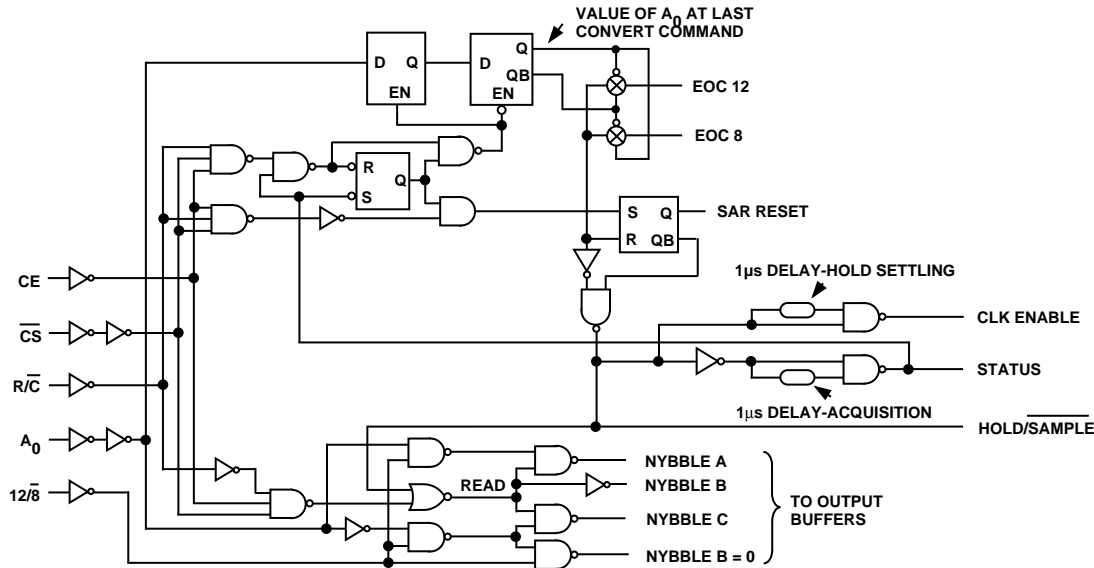 VALUE OF A0 AT LAST
CONVERT COMMAND
D Q
EN
D Q
QB
EN
EOC 12
EOC 8
R
Q
S
S Q
R QB
SAR RESET
1µs DELAY-HOLD SETTLING
CLK ENABLE
STATUS
1µs DELAY-ACQUISITION
HOLD/SAMPLE
CE
CS
R/C
A0
12/8
READ
NYBBLE A
NYBBLE B
NYBBLE C
NYBBLE B = 0
TO OUTPUT
BUFFERS